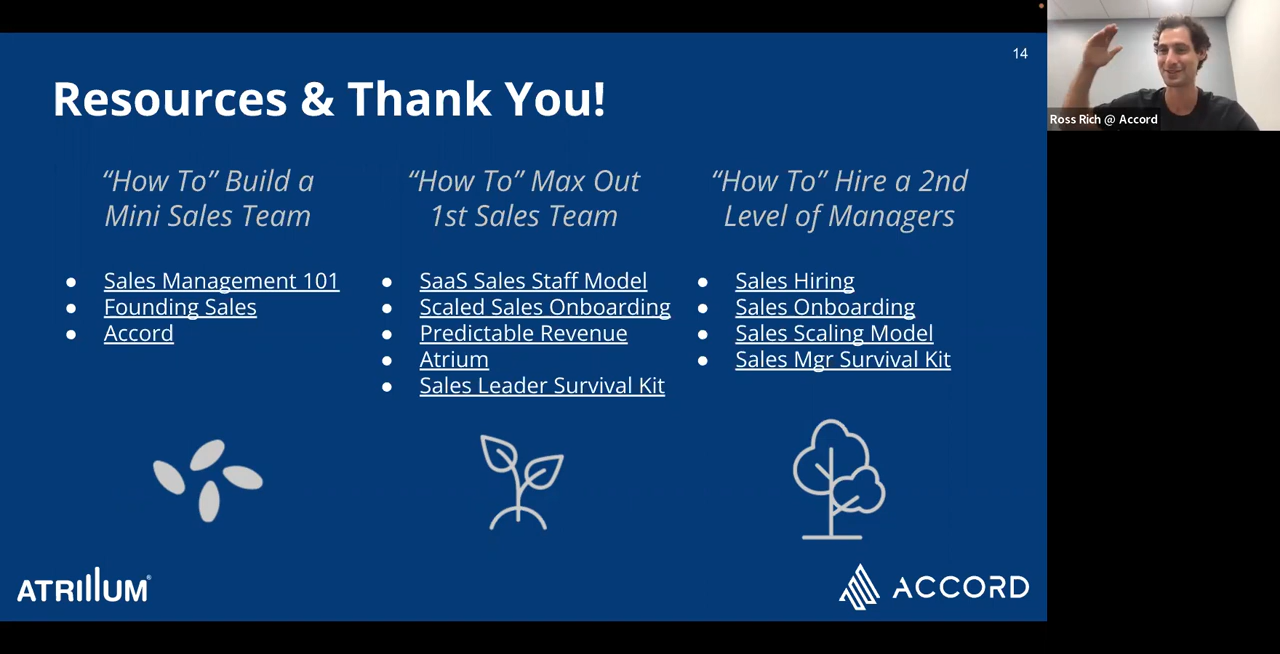 14
Resources & Thank You!
“How To” Build a
Mini Sales Team
Sales Management 101
Founding Sales
Accord
“How To” Max Out
1st Sales Team
SaaS Sales Staff Model
Scaled Sales Onboarding
Predictable Revenue
Atrium
Sales Leader Survival Kit
“How To” Hire a 2nd
Level of Managers
Sales Hiring
Sales Onboarding
Sales Scaling Model
Sales Mgr Survival Kit
ATRIUM®
ACCORD
Ross Rich @ Accord